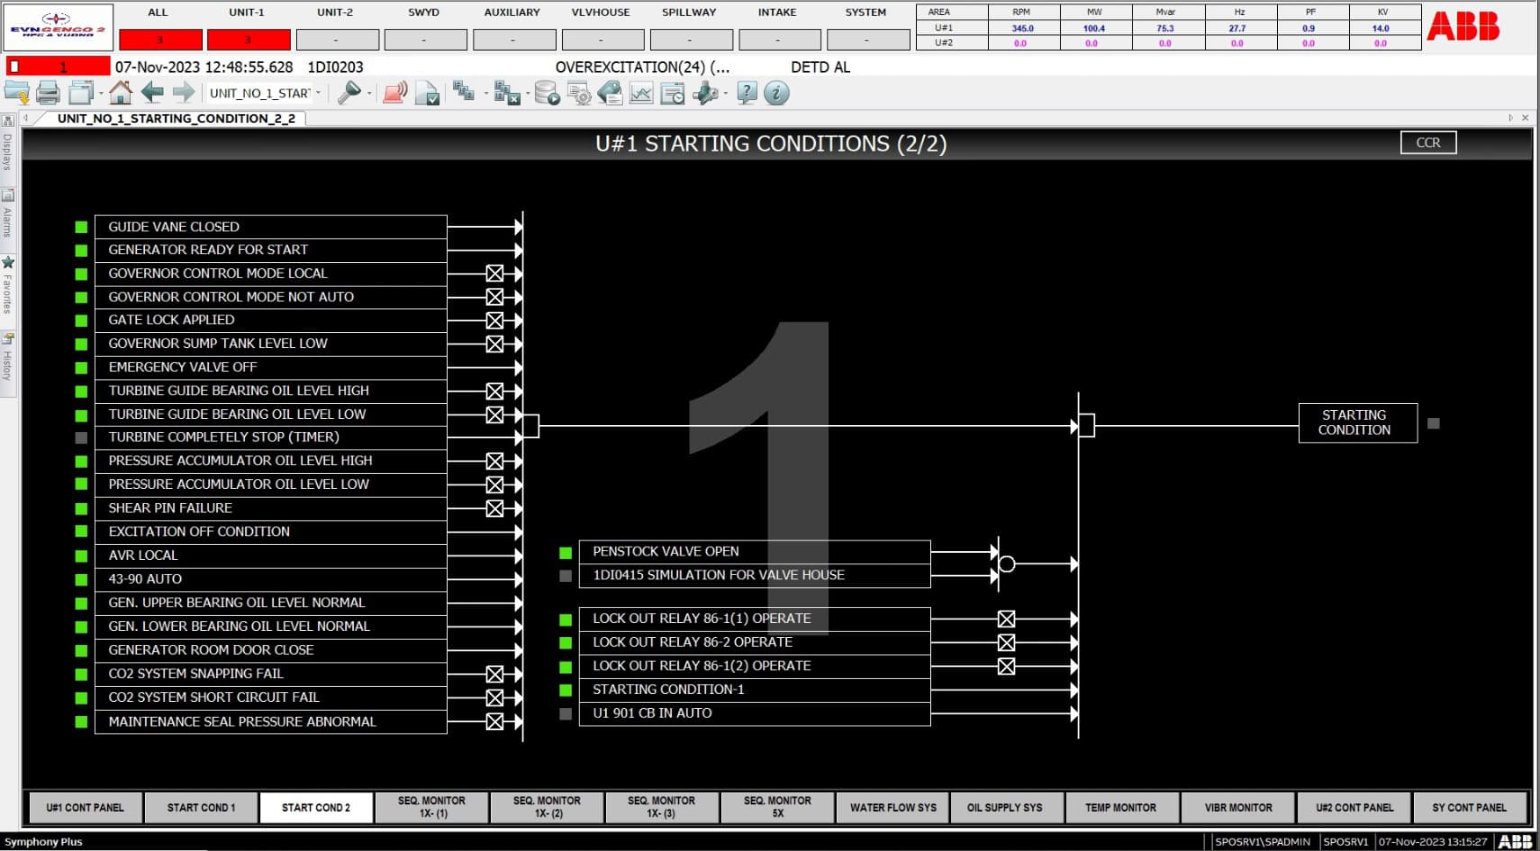 ALL UNIT-1 UNIT-2 SWYD AUXILIARY VLVHOUSE SPILLWAY INTAKE SYSTEM
3 3 - - - - - - -
EVNGENCO 2
AREA RPM MW Mvar Hz PF KV
U#1 345.0 100.4 75.3 27.7 0.9 14.0
U#2 0.0 0.0 0.0 0.0 0.0 0.0
ABB
1 07-Nov-2023 12:48:55.628 1DI0203 OVEREXCITATION(24) (... DETD AL
UNIT_NO_1_STAR
UNIT_NO_1_STARTING_CONDITION_2_2
Displays
Alarms
Favorites
History
U#1 STARTING CONDITIONS (2/2)
CCR
1
GUIDE VANE CLOSED
GENERATOR READY FOR START
GOVERNOR CONTROL MODE LOCAL
GOVERNOR CONTROL MODE NOT AUTO
GATE LOCK APPLIED
GOVERNOR SUMP TANK LEVEL LOW
EMERGENCY VALVE OFF
TURBINE GUIDE BEARING OIL LEVEL HIGH
TURBINE GUIDE BEARING OIL LEVEL LOW
TURBINE COMPLETELY STOP (TIMER)
PRESSURE ACCUMULATOR OIL LEVEL HIGH
PRESSURE ACCUMULATOR OIL LEVEL LOW
SHEAR PIN FAILURE
EXCITATION OFF CONDITION
AVR LOCAL
43-90 AUTO
GEN. UPPER BEARING OIL LEVEL NORMAL
GEN. LOWER BEARING OIL LEVEL NORMAL
GENERATOR ROOM DOOR CLOSE
CO2 SYSTEM SNAPPING FAIL
CO2 SYSTEM SHORT CIRCUIT FAIL
MAINTENANCE SEAL PRESSURE ABNORMAL
PENSTOCK VALVE OPEN
1DI0415 SIMULATION FOR VALVE HOUSE
LOCK OUT RELAY 86-1(1) OPERATE
LOCK OUT RELAY 86-2 OPERATE
LOCK OUT RELAY 86-1(2) OPERATE
STARTING CONDITION-1
U1 901 CB IN AUTO
STARTING
CONDITION
U#1 CONT PANEL
START COND 1
START COND 2
SEQ. MONITOR
1X- (1)
SEQ. MONITOR
1X- (2)
SEQ. MONITOR
1X- (3)
SEQ. MONITOR
5X
WATER FLOW SYS
OIL SUPPLY SYS
TEMP MONITOR
VIBR MONITOR
U#2 CONT PANEL
SY CONT PANEL
Symphony Plus SPOSRV1\SPADMIN SPOSRV1 07-Nov-2023 13:15:27 ABB